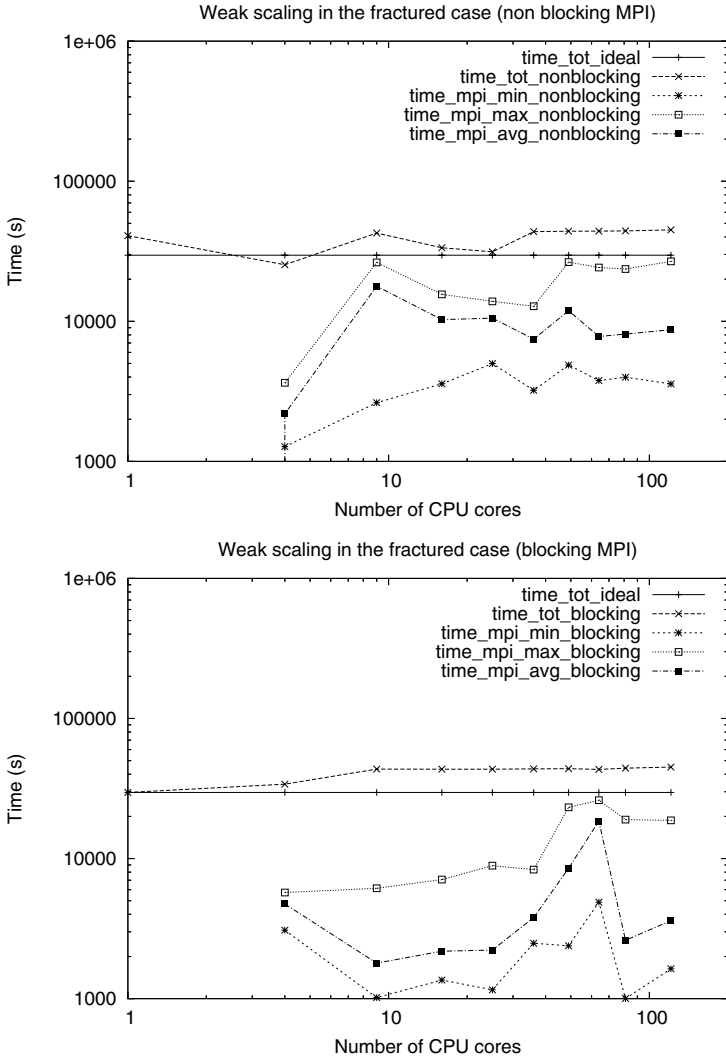 Weak scaling in the fractured case (non blocking MPI)
1e+06
time_tot_ideal
time_tot_nonblocking
time_mpi_min_nonblocking
time_mpi_max_nonblocking
time_mpi_avg_nonblocking
100000
Time (s)
10000
1000
1
10
100
Number of CPU cores
Weak scaling in the fractured case (blocking MPI)
1e+06
time_tot_ideal
time_tot_blocking
time_mpi_min_blocking
time_mpi_max_blocking
time_mpi_avg_blocking
100000
Time (s)
10000
1000
1
10
100
Number of CPU cores